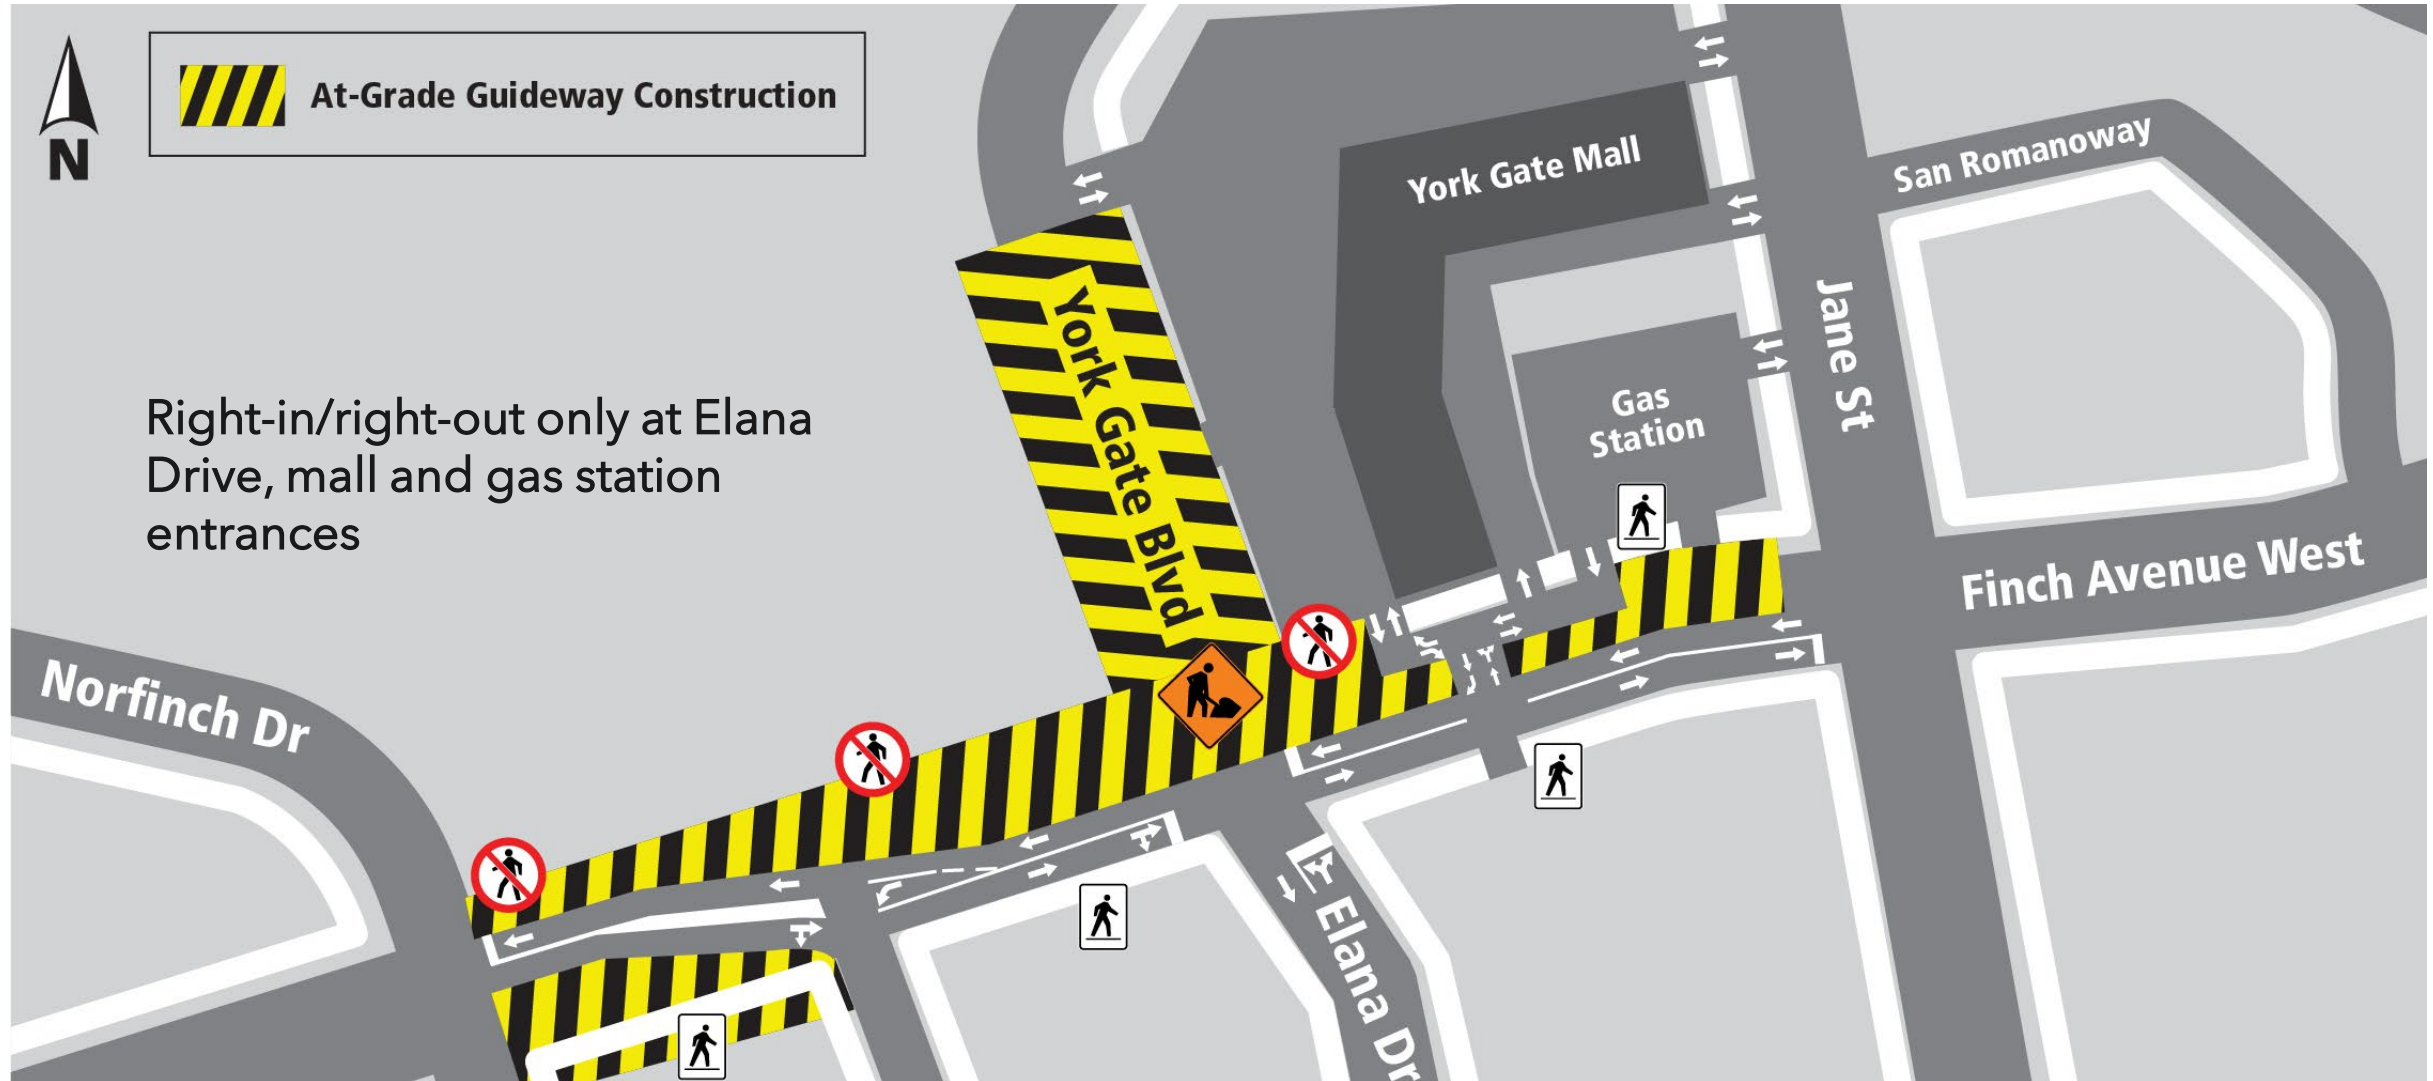 N
At-Grade Guideway Construction
York Gate Mall
San Romanoway
Jane St
York Gate Blvd
Gas
Station
Right-in/right-out only at Elana
Drive, mall and gas station
entrances
Finch Avenue West
Norfinch Dr
Elana Dr